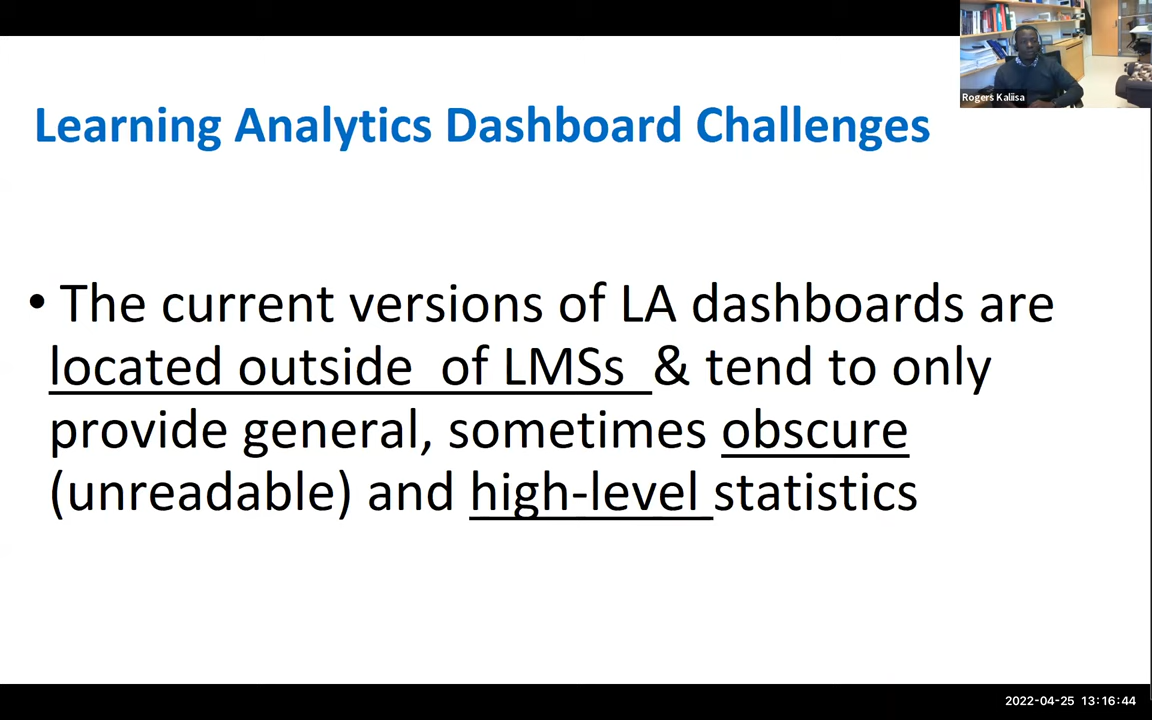 Rogers Kaliisa
Learning Analytics Dashboard Challenges
• The current versions of LA dashboards are
located outside of LMSs & tend to only
provide general, sometimes obscure
(unreadable) and high-level statistics
2022-04-25 13:16:44